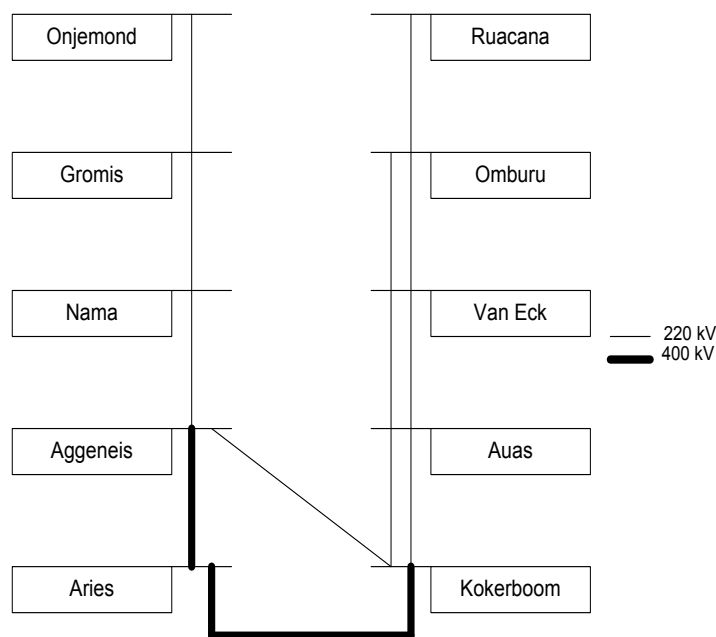 Onjemond
Ruacana
Gromis
Omburu
Nama
Van Eck
220 kV
400 kV
Aggeneis
Auas
Aries
Kokerboom